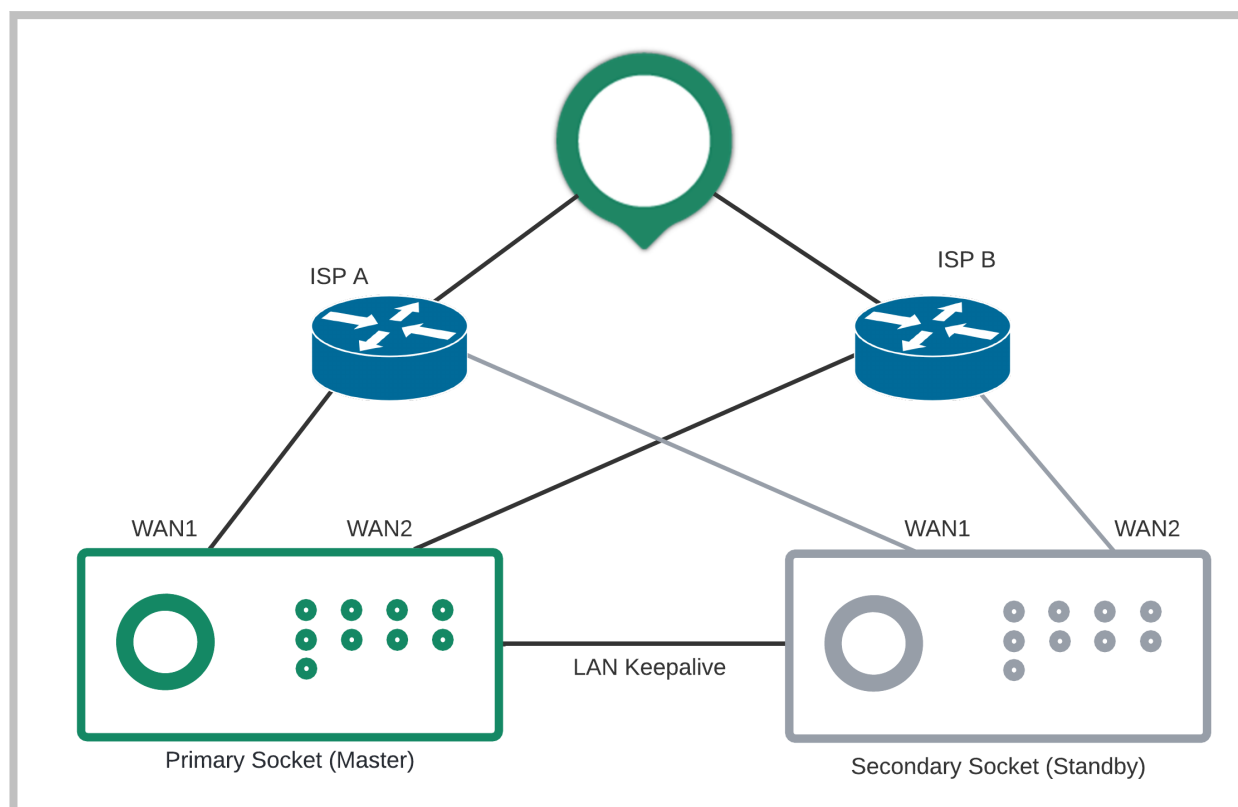 ISP A
ISP B
WAN1
WAN2
WAN1
WAN2
LAN Keepalive
Primary Socket (Master)
Secondary Socket (Standby)